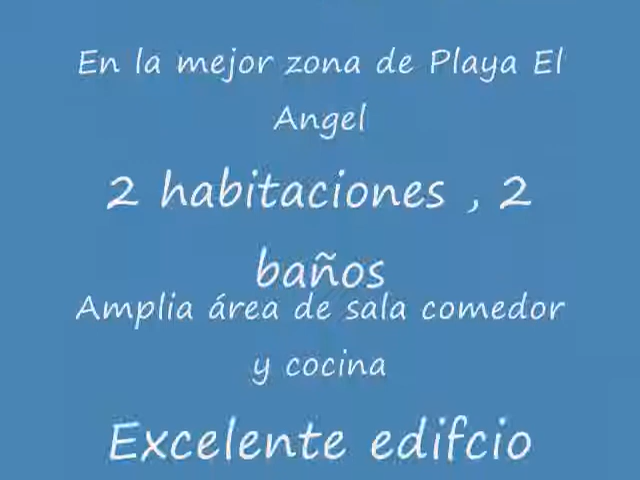 En la mejor zona de Playa El
Angel
2 habitaciones , 2
baños
Amplia área de sala comedor
y cocina
Excelente edifcio